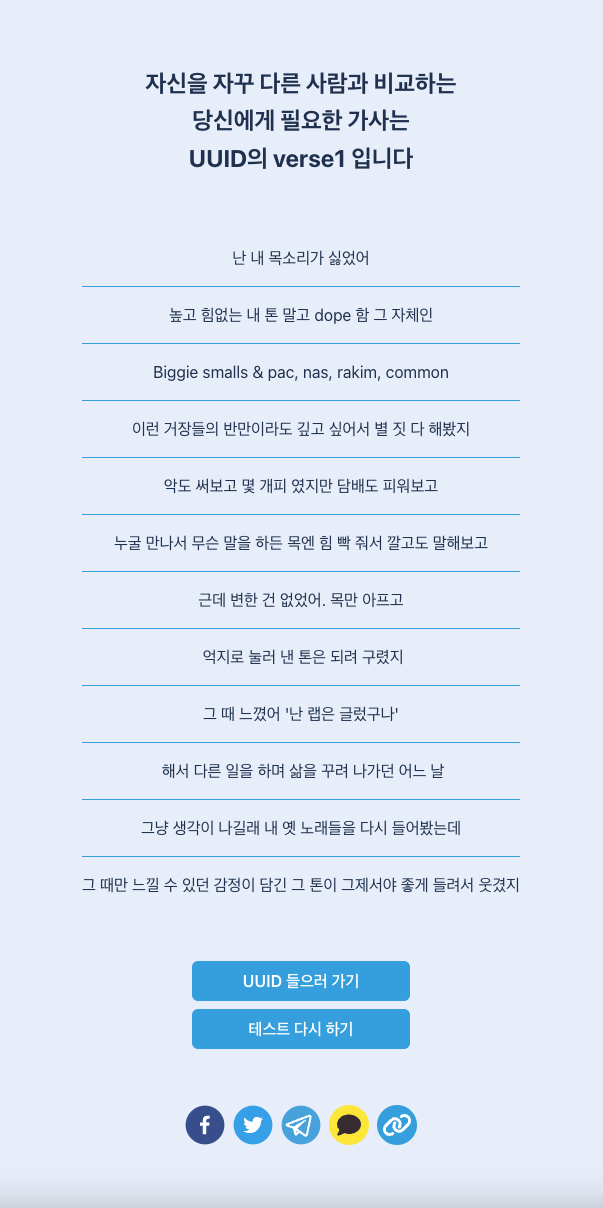 자신을 자꾸 다른 사람과 비교하는
당신에게 필요한 가사는
UUID의 verse1 입니다
난 내 목소리가 싫었어
높고 힘없는 내 톤 말고 dope 함 그 자체인
Biggie smalls & pac, nas, rakim, common
이런 거장들의 반만이라도 깊고 싶어서 별 짓 다 해봤지
악도 써보고 몇 개피 였지만 담배도 피워보고
누굴 만나서 무슨 말을 하든 목엔 힘 빡 줘서 깔고도 말해보고
근데 변한 건 없었어. 목만 아프고
억지로 눌러 낸 톤은 되려 구렸지
그 때 느꼈어 '난 랩은 글렀구나'
해서 다른 일을 하며 삶을 꾸려 나가던 어느 날
그냥 생각이 나길래 내 옛 노래들을 다시 들어봤는데
그 때만 느낄 수 있던 감정이 담긴 그 톤이 그제서야 좋게 들려서 웃겼지
UUID 들으러 가기
테스트 다시 하기